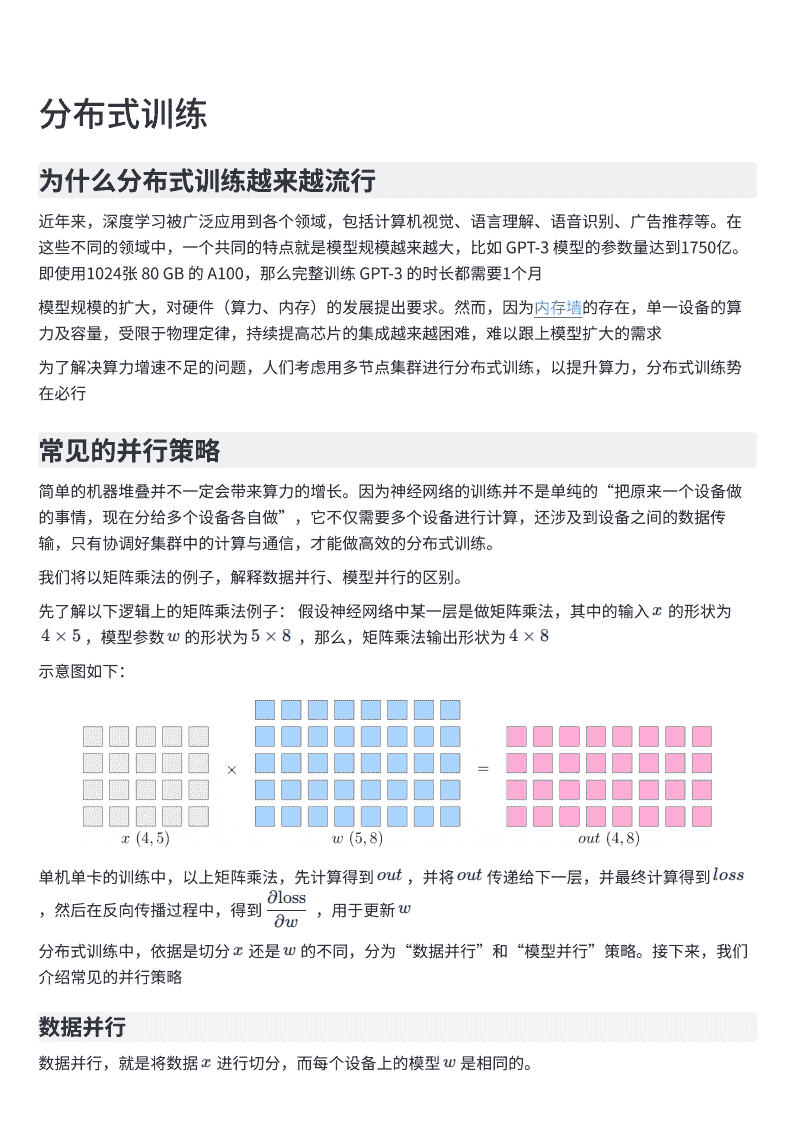 分布式训练
为什么分布式训练越来越流行
近年来，深度学习被广泛应用到各个领域，包括计算机视觉、语言理解、语音识别、广告推荐等。在
这些不同的领域中，一个共同的特点就是模型规模越来越大，比如 GPT-3 模型的参数量达到1750亿。
即使用1024张 80 GB 的 A100，那么完整训练 GPT-3 的时长都需要1个月
模型规模的扩大，对硬件（算力、内存）的发展提出要求。然而，因为内存墙的存在，单一设备的算
力及容量，受限于物理定律，持续提高芯片的集成越来越困难，难以跟上模型扩大的需求
为了解决算力增速不足的问题，人们考虑用多节点集群进行分布式训练，以提升算力，分布式训练势
在必行
常见的并行策略
简单的机器堆叠并不一定会带来算力的增长。因为神经网络的训练并不是单纯的“把原来一个设备做
的事情，现在分给多个设备各自做”，它不仅需要多个设备进行计算，还涉及到设备之间的数据传
输，只有协调好集群中的计算与通信，才能做高效的分布式训练。
我们将以矩阵乘法的例子，解释数据并行、模型并行的区别。
先了解以下逻辑上的矩阵乘法例子： 假设神经网络中某一层是做矩阵乘法，其中的输入 x 的形状为
4 × 5 ，模型参数 w 的形状为 5 × 8 ，那么，矩阵乘法输出形状为 4 × 8
示意图如下：
× =
x (4,5) w (5,8) out (4,8)
单机单卡的训练中，以上矩阵乘法，先计算得到 out ，并将 out 传递给下一层，并最终计算得到 loss
，然后在反向传播过程中，得到 ∂loss/∂w ，用于更新 w
分布式训练中，依据是切分 x 还是 w 的不同，分为“数据并行”和“模型并行”策略。接下来，我们
介绍常见的并行策略
数据并行
数据并行，就是将数据 x 进行切分，而每个设备上的模型 w 是相同的。